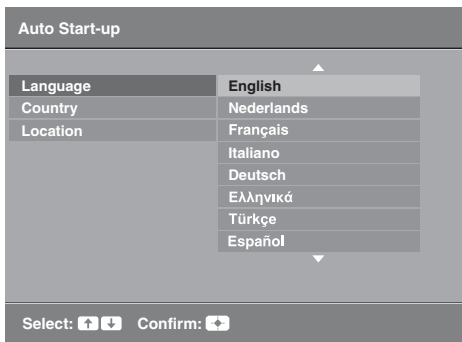 Auto Start-up
Language
Country
Location
English
Nederlands
Français
Italiano
Deutsch
Ελληνικά
Türkçe
Español
Select: Confirm: